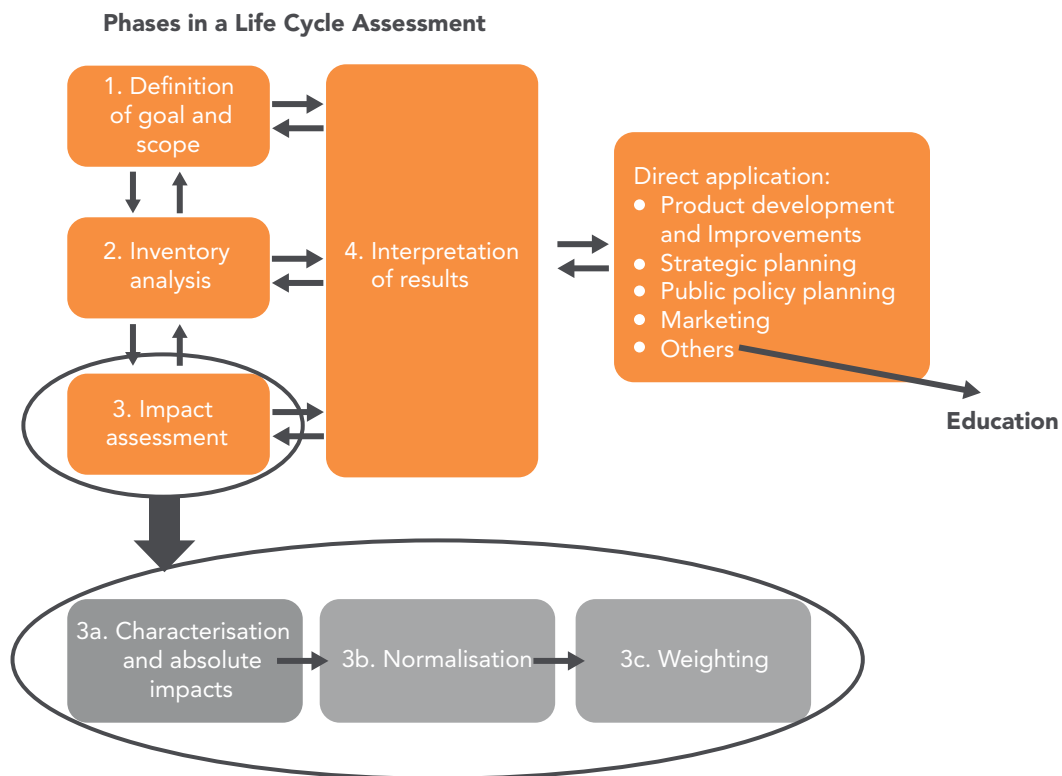 Phases in a Life Cycle Assessment
1. Definition
of goal and
scope
2. Inventory
analysis
3. Impact
assessment
4. Interpretation
of results
Direct application:
• Product development
and Improvements
• Strategic planning
• Public policy planning
• Marketing
• Others
Education
3a. Characterisation
and absolute
impacts
3b. Normalisation
3c. Weighting